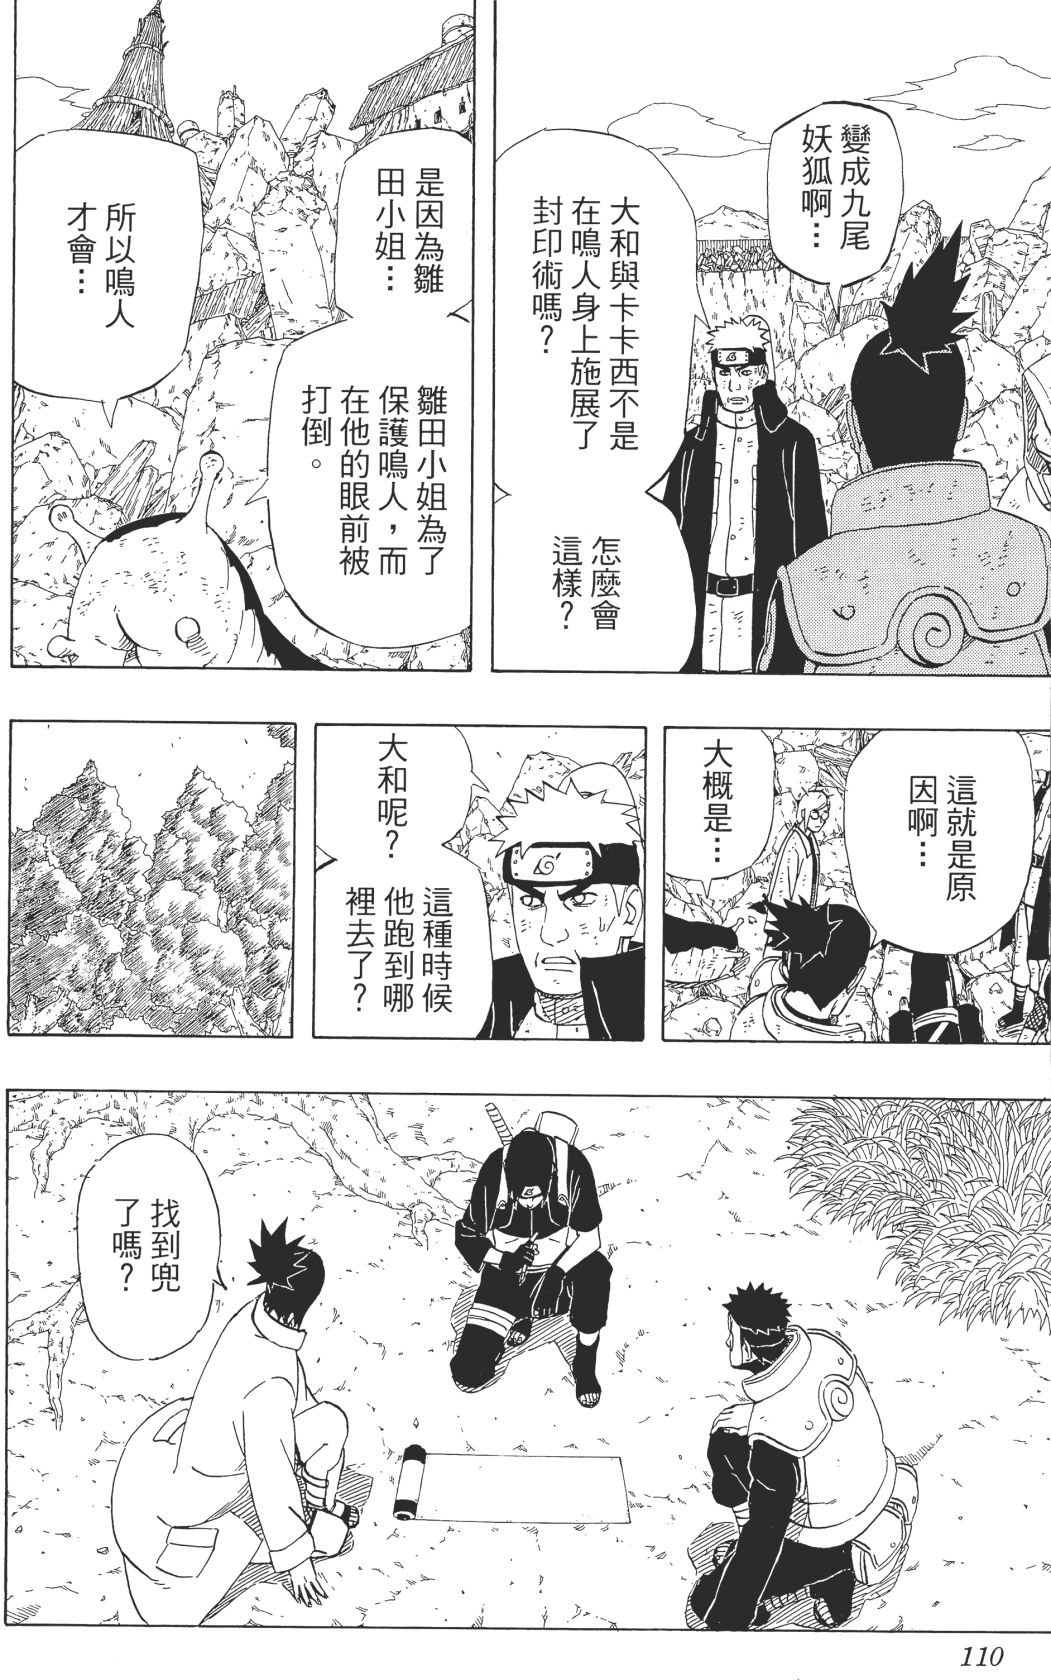 變成九尾
妖狐啊…
大和與卡卡西不是
在鳴人身上施展了
封印術嗎？
怎麼會
這樣？
是因為雛
田小姐…
雛田小姐為了
保護鳴人，而
在他的眼前被
打倒。
所以鳴人
才會…
這就是原
因啊…
大概是…
大和呢？
這種時候
他跑到哪
裡去了？
找到兜
了嗎？
110